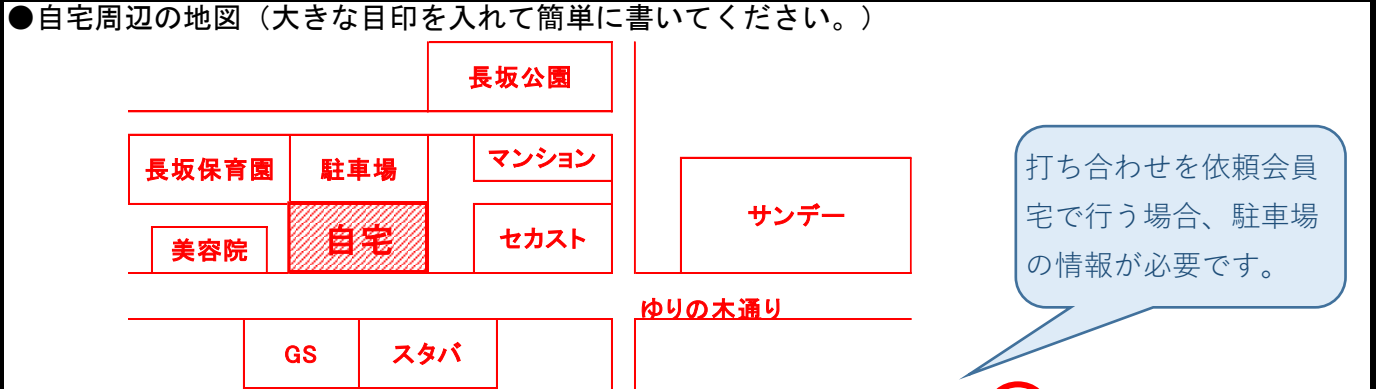 ●自宅周辺の地図（大きな目印を入れて簡単に書いてください。）
長坂公園
長坂保育園
駐車場
マンション
美容院
自宅
セカスト
サンデー
打ち合わせを依頼会員
宅で行う場合、駐車場
の情報が必要です。
ゆりの木通り
GS
スタバ